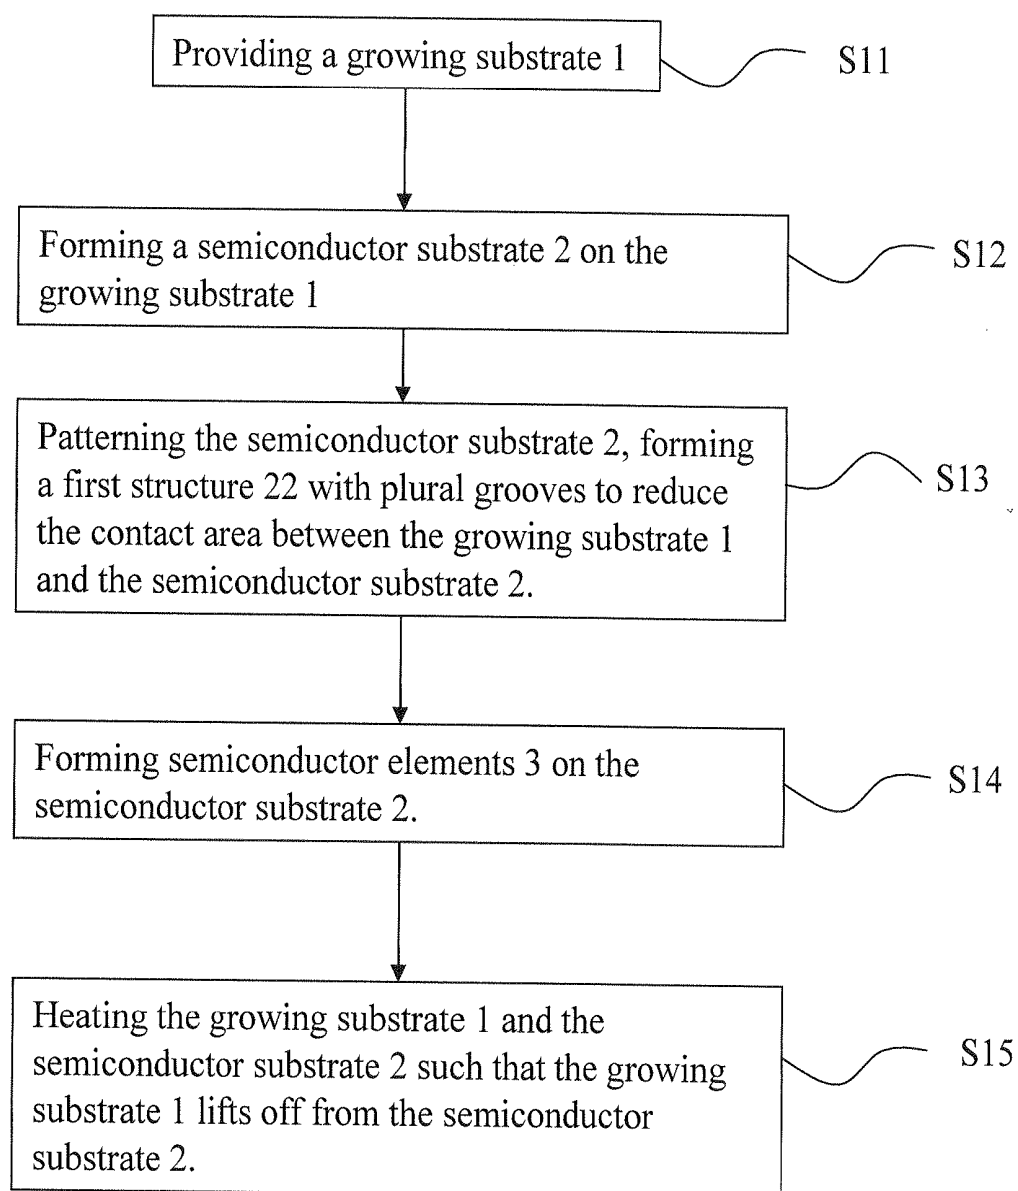 Providing a growing substrate 1
S11
Forming a semiconductor substrate 2 on the
growing substrate 1
S12
Patterning the semiconductor substrate 2, forming
a first structure 22 with plural grooves to reduce
the contact area between the growing substrate 1
and the semiconductor substrate 2.
S13
Forming semiconductor elements 3 on the
semiconductor substrate 2.
S14
Heating the growing substrate 1 and the
semiconductor substrate 2 such that the growing
substrate 1 lifts off from the semiconductor
substrate 2.
S15